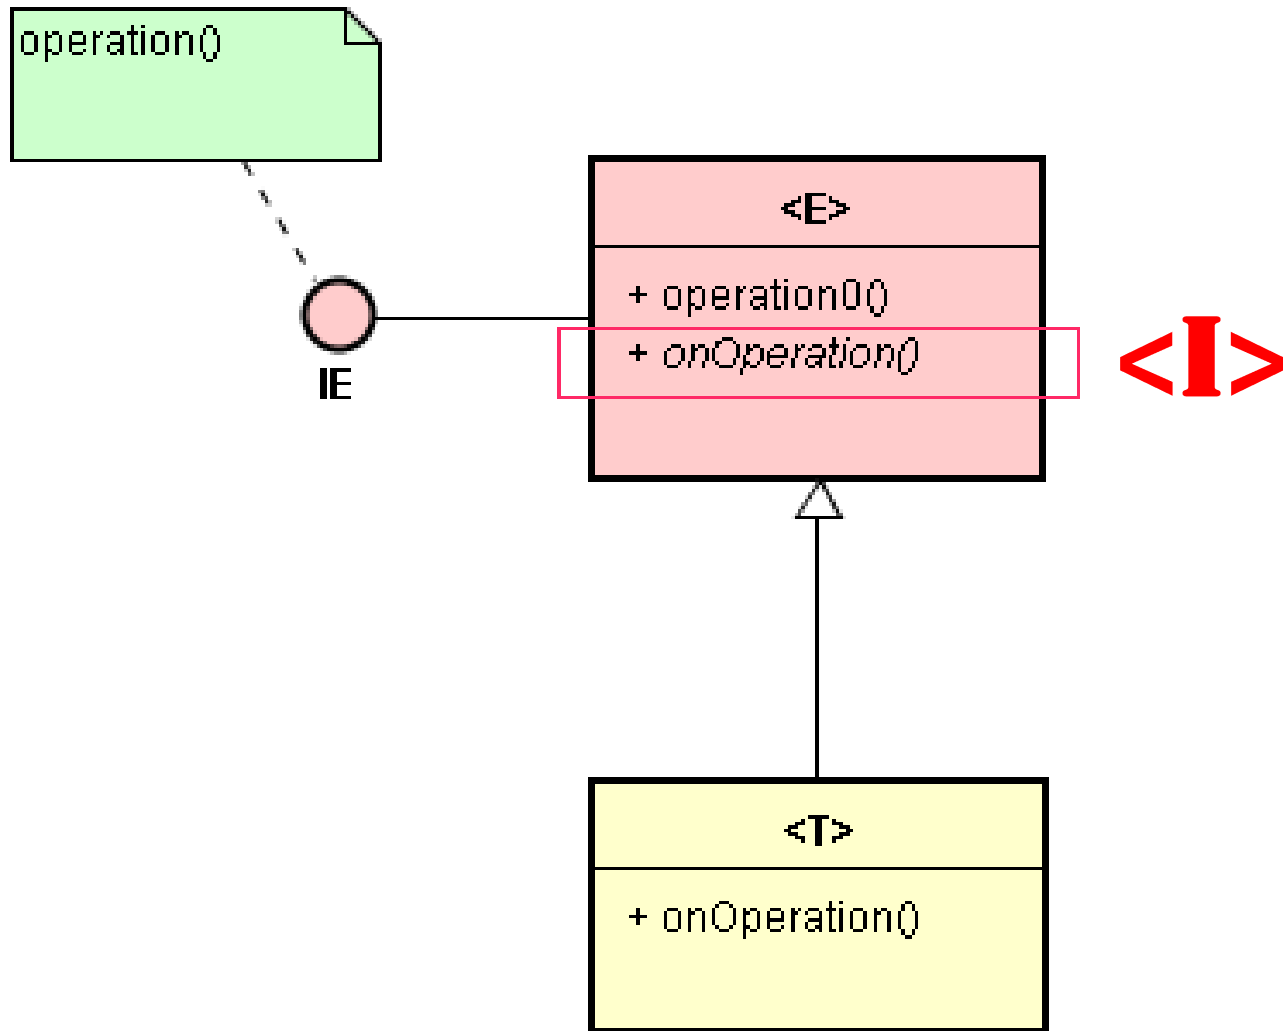 operation()
<E>
+ operation0()
+ onOperation()
<I>
IE
<T>
+ onOperation()